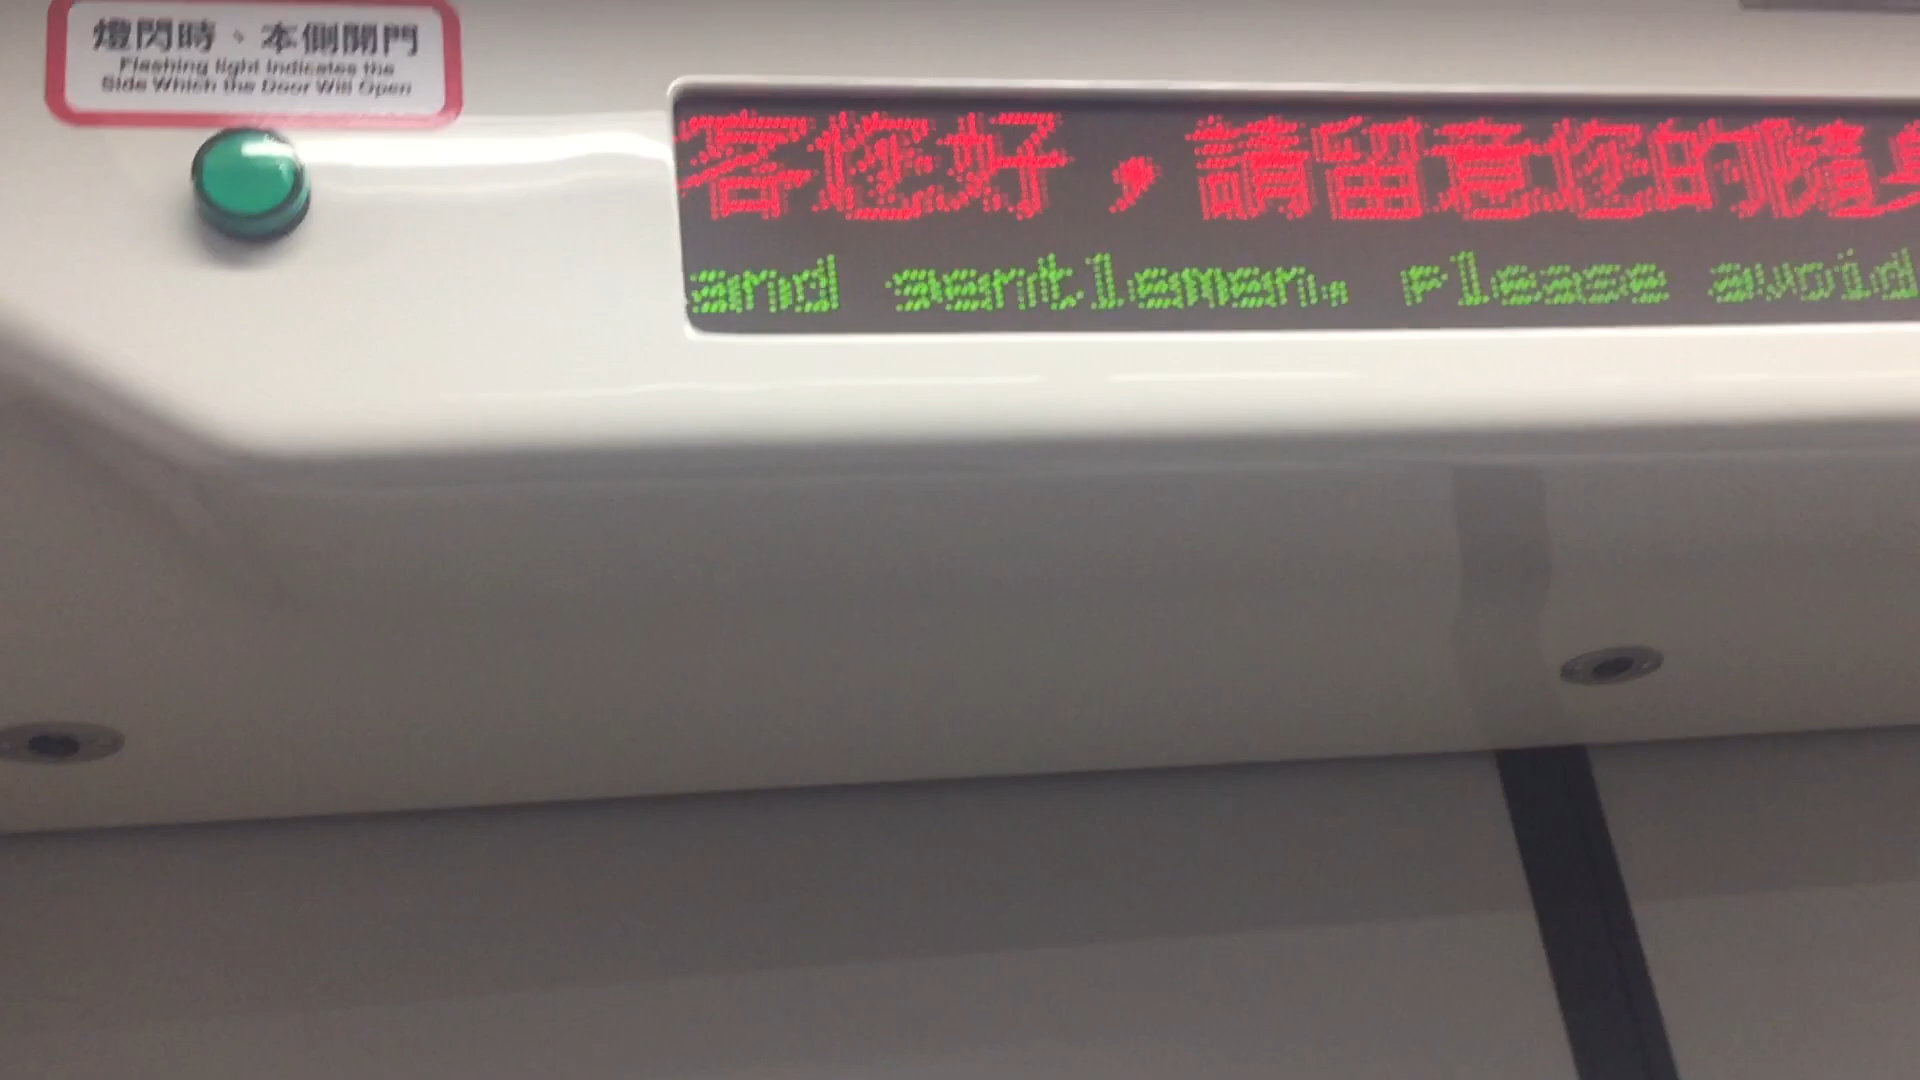 燈閃時、本側開門
Flashing light Indicates the
Side Which the Door Will Open
客您好，請留意您的隨身
and gentlemen, Please avoid